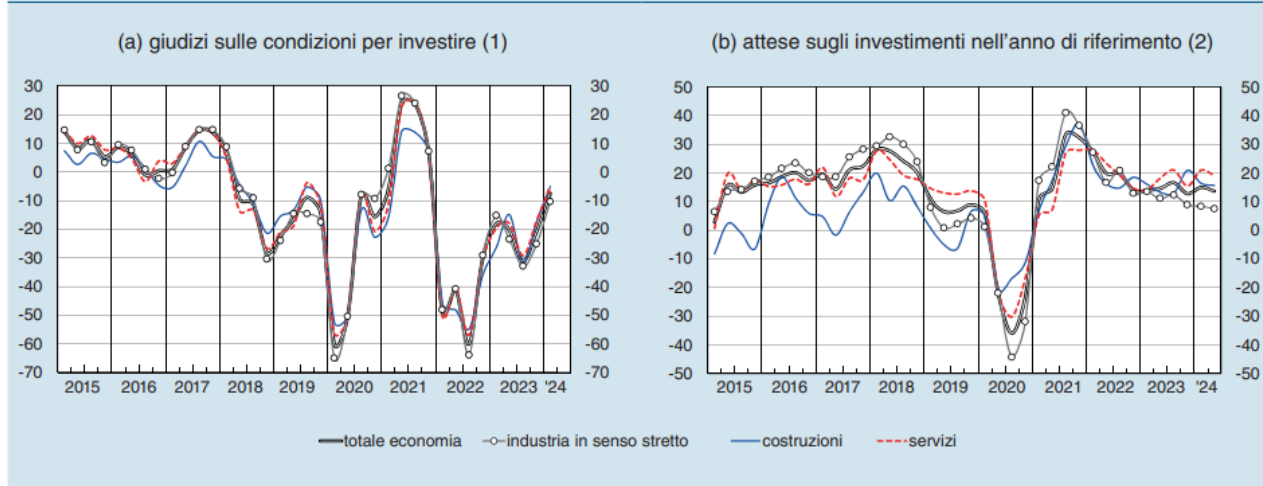 (a) giudizi sulle condizioni per investire (1)
(b) attese sugli investimenti nell'anno di riferimento (2)
30 30 50 50
20 20 40 40
10 10 30 30
0 0 20 20
-10 -10 10 10
-20 -20 0 0
-30 -30 -10 -10
-40 -40 -20 -20
-50 -50 -30 -30
-60 -60 -40 -40
-70 -70 -50 -50
2015 2016 2017 2018 2019 2020 2021 2022 2023 '24
2015 2016 2017 2018 2019 2020 2021 2022 2023 '24
totale economia industria in senso stretto costruzioni servizi